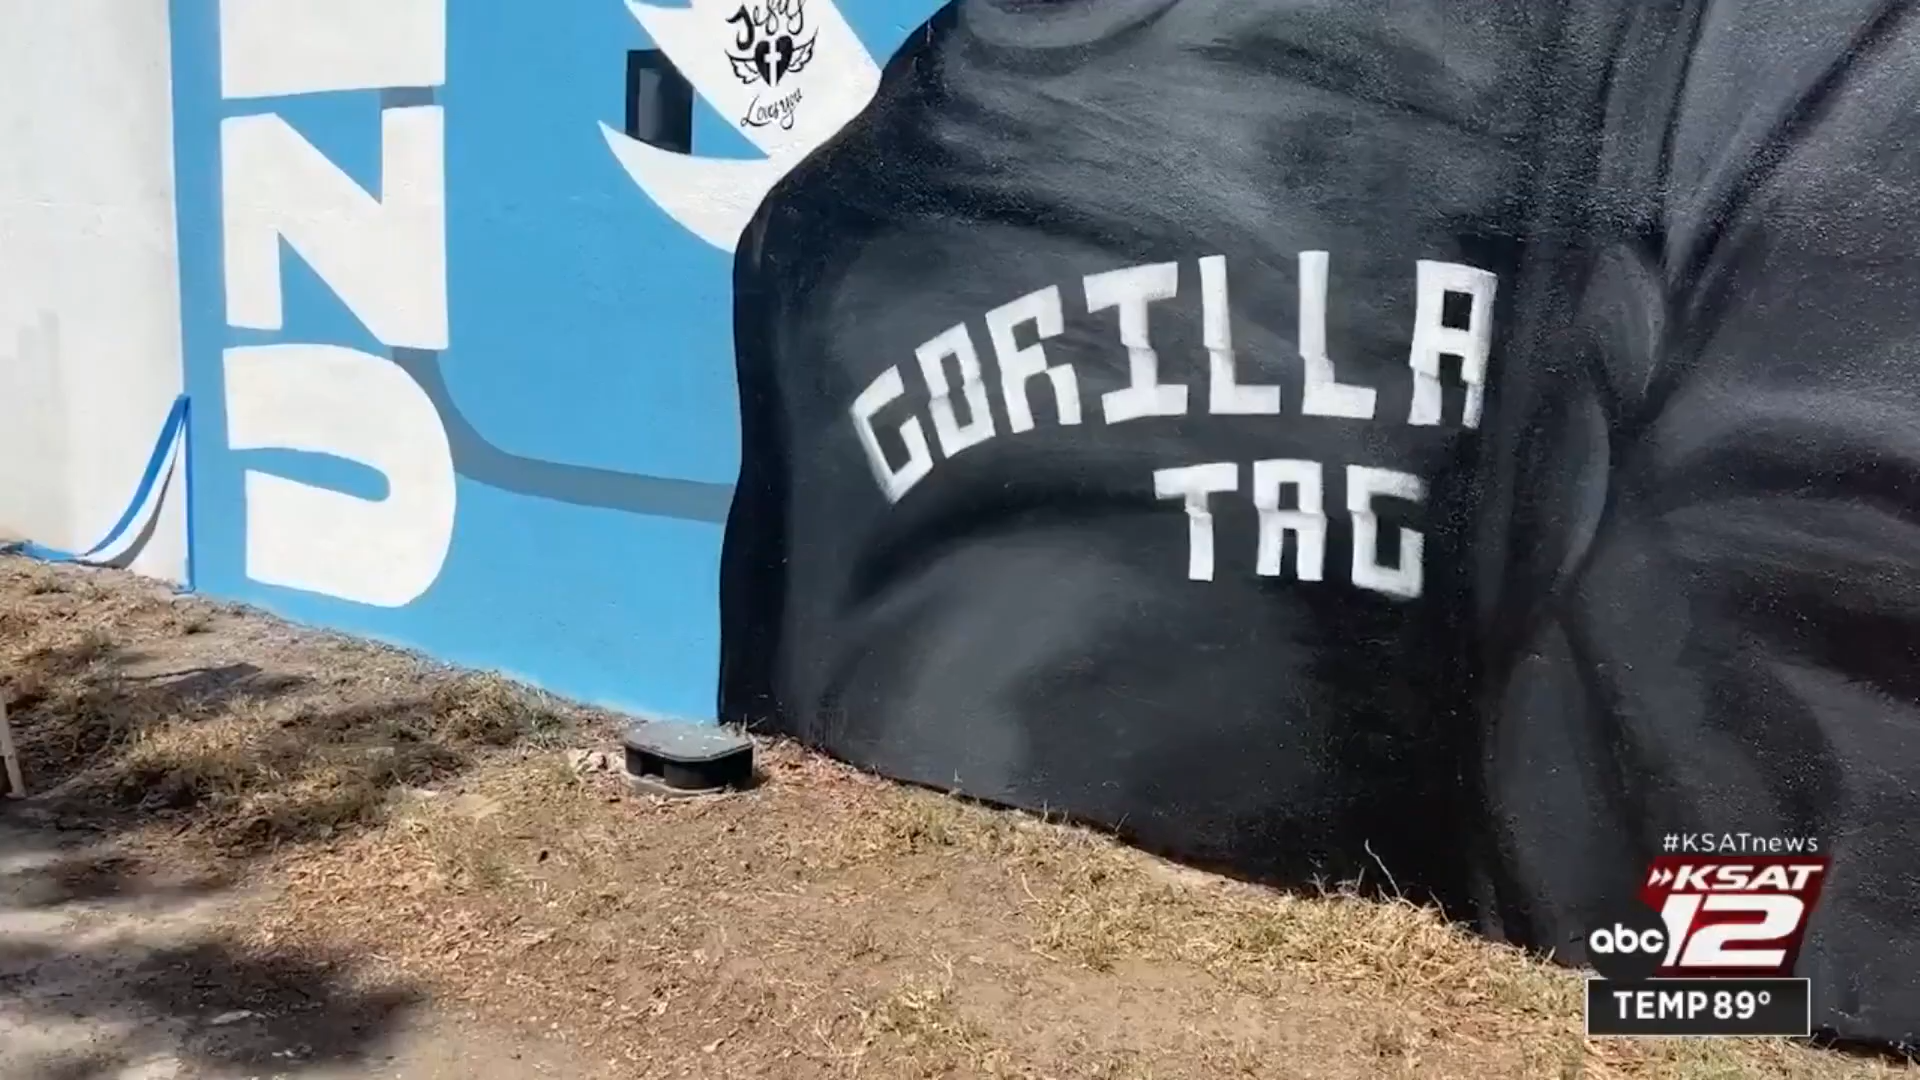 Jesus
Loves you
N
D
GORILLA
TAG
#KSATnews
KSAT
abc 12
TEMP 89°